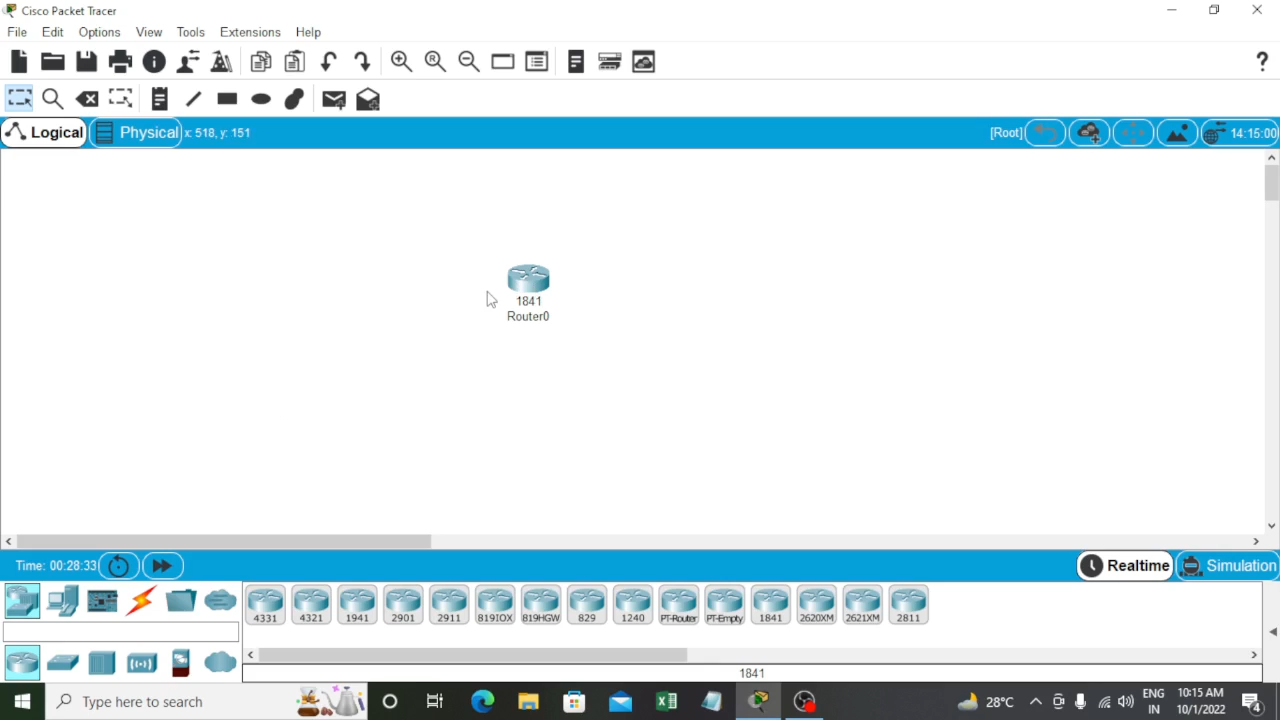 Cisco Packet Tracer
File Edit Options View Tools Extensions Help
Logical Physical x: 518, y: 151 [Root] 14:15:00
1841
Router0
Time: 00:28:33 Realtime Simulation
4331 4321 1941 2901 2911 819IOX 819HGW 829 1240 PT-Router PT-Empty 1841 2620XM 2621XM 2811
1841
Type here to search 28°C ENG 10:15 AM
IN 10/1/2022 4